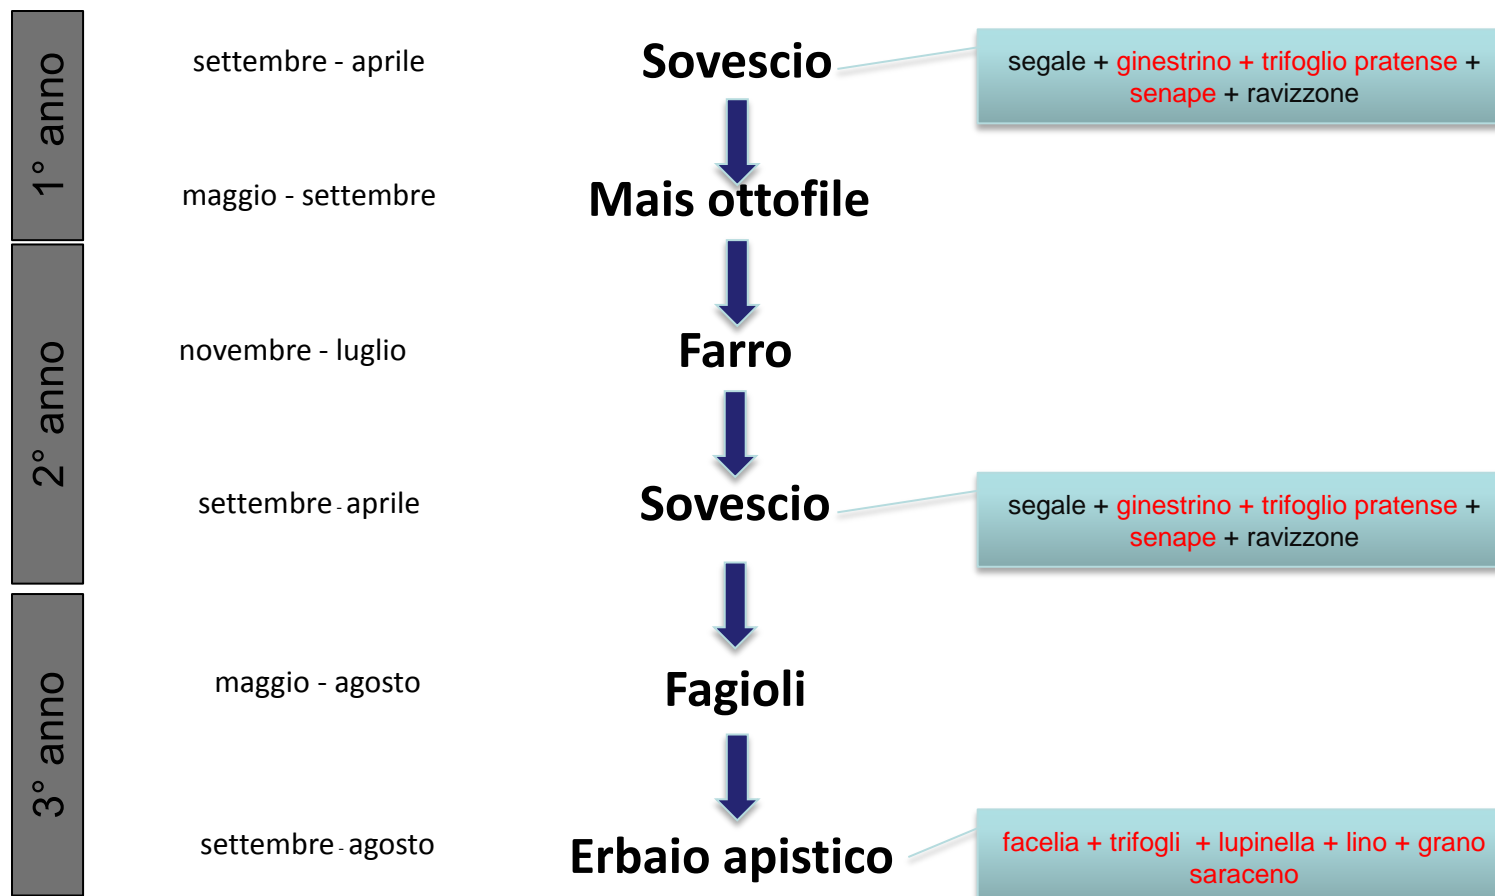 1° anno
settembre - aprile
Sovescio
segale + ginestrino + trifoglio pratense +
senape + ravizzone
maggio - settembre
Mais ottofile
2° anno
novembre - luglio
Farro
settembre - aprile
Sovescio
segale + ginestrino + trifoglio pratense +
senape + ravizzone
3° anno
maggio - agosto
Fagioli
settembre - agosto
Erbaio apistico
facelia + trifogli + lupinella + lino + grano
saraceno